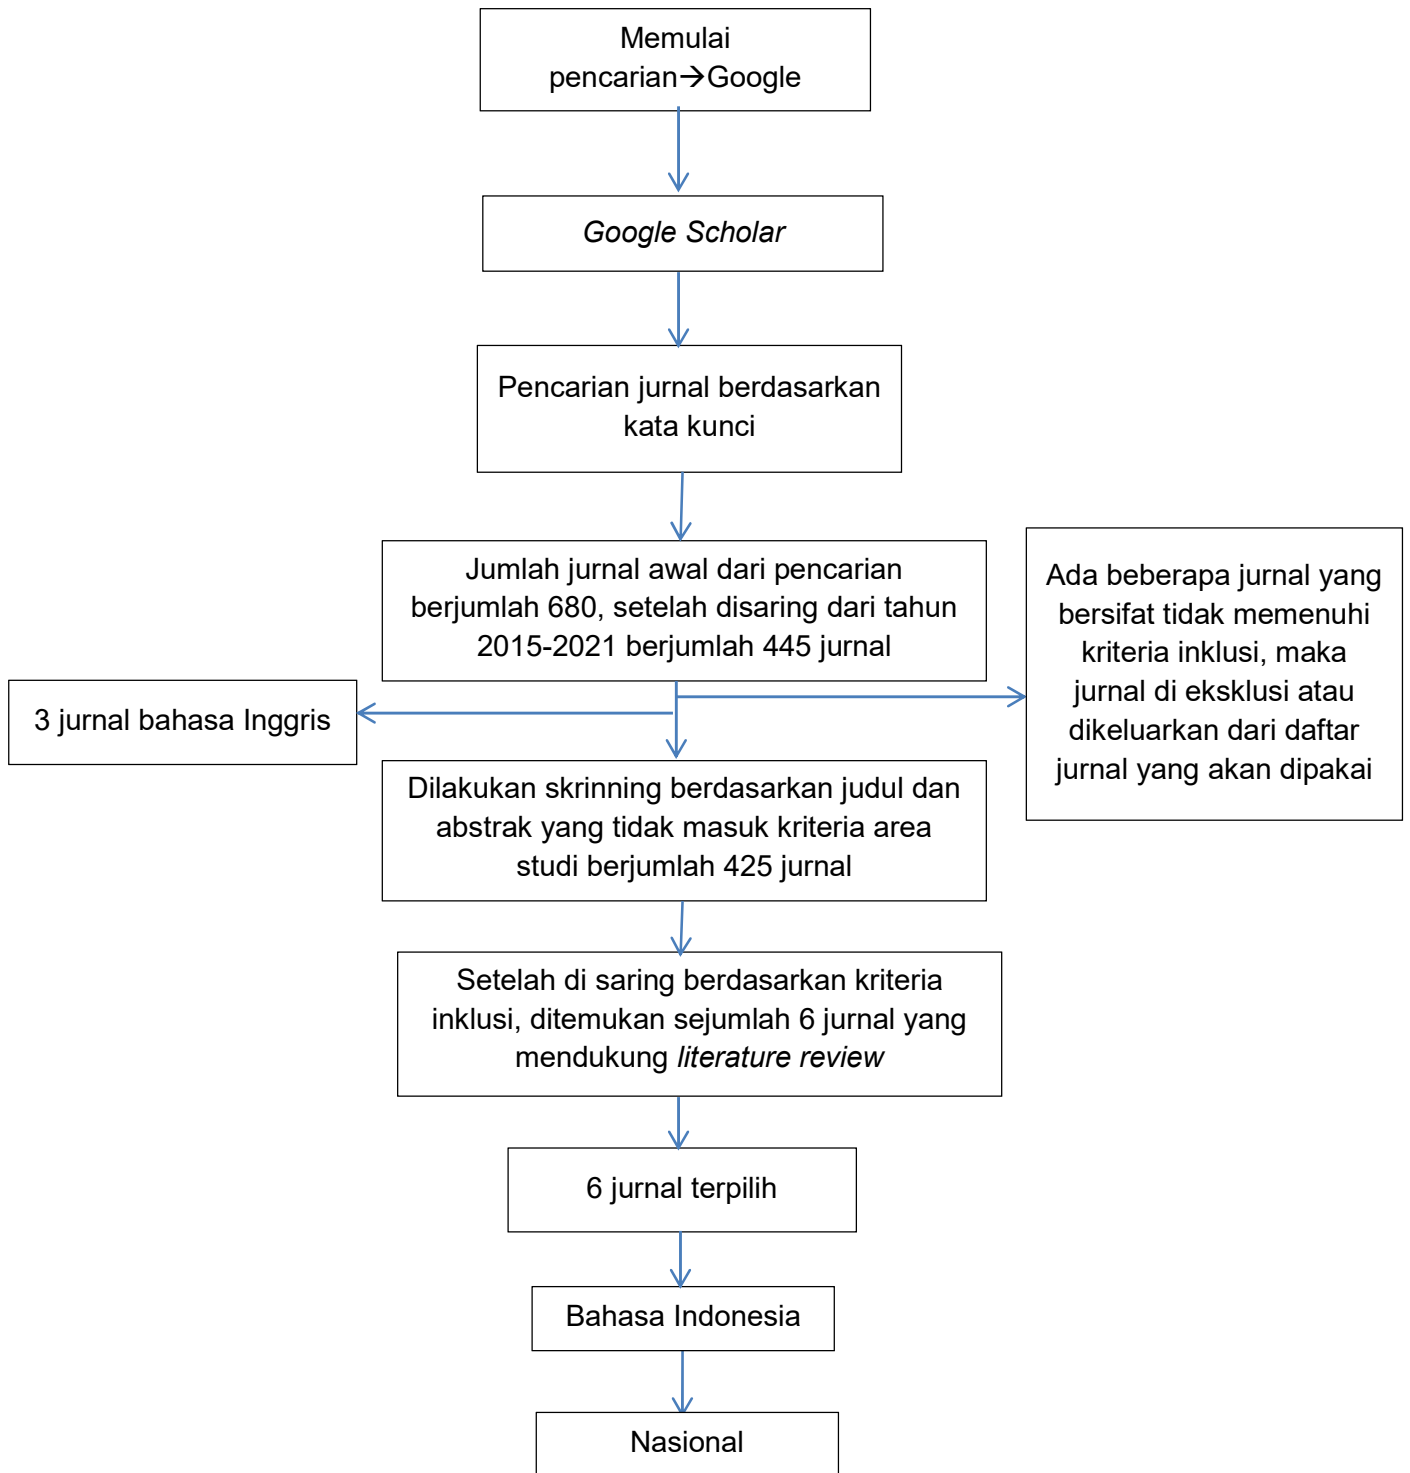 Memulai
pencarian→Google
Google Scholar
Pencarian jurnal berdasarkan
kata kunci
Jumlah jurnal awal dari pencarian
berjumlah 680, setelah disaring dari tahun
2015-2021 berjumlah 445 jurnal
Ada beberapa jurnal yang
bersifat tidak memenuhi
kriteria inklusi, maka
jurnal di eksklusi atau
dikeluarkan dari daftar
jurnal yang akan dipakai
3 jurnal bahasa Inggris
Dilakukan skrinning berdasarkan judul dan
abstrak yang tidak masuk kriteria area
studi berjumlah 425 jurnal
Setelah di saring berdasarkan kriteria
inklusi, ditemukan sejumlah 6 jurnal yang
mendukung literature review
6 jurnal terpilih
Bahasa Indonesia
Nasional